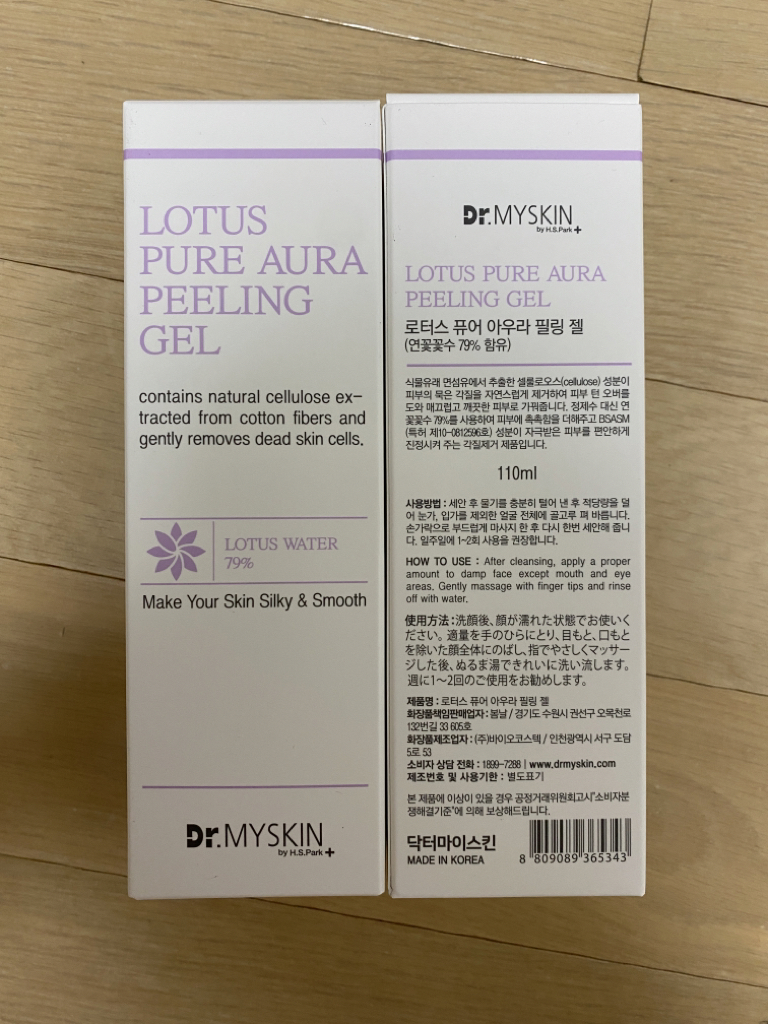 LOTUS
PURE AURA
PEELING
GEL
contains natural cellulose ex-
tracted from cotton fibers and
gently removes dead skin cells.
LOTUS WATER
79%
Make Your Skin Silky & Smooth
Dr.MYSKIN
by H.S.Park+
Dr.MYSKIN
by H.S.Park+
LOTUS PURE AURA
PEELING GEL
로터스 퓨어 아우라 필링 젤
(연꽃꽃수 79% 함유)
식물유래 면섬유에서 추출한 셀룰로오스(cellulose) 성분이
피부의 묵은 각질을 자연스럽게 제거하여 피부 턴 오버를
도와 매끄럽고 깨끗한 피부로 가꿔줍니다. 정제수 대신 연
꽃꽃수 79%를 사용하여 피부에 촉촉함을 더해주고 BSASM
(특허 제10-0812596호) 성분이 자극받은 피부를 편안하게
진정시켜 주는 각질제거 제품입니다.
110ml
사용방법 : 세안 후 물기를 충분히 털어 낸 후 적당량을 덜
어 눈가, 입가를 제외한 얼굴 전체에 골고루 펴 바릅니다.
손가락으로 부드럽게 마사지 한 후 다시 한번 세안해 줍니
다. 일주일에 1~2회 사용을 권장합니다.
HOW TO USE : After cleansing, apply a proper
amount to damp face except mouth and eye
areas. Gently massage with finger tips and rinse
off with water.
使用方法:洗顔後、顔が濡れた状態でお使いく
ださい。適量を手のひらにとり、目もと、口もと
を除いた顔全体にのばし、指でやさしくマッサー
ジした後、ぬるま湯できれいに洗い流します。
週に1〜2回のご使用をお勧めします。
제품명 : 로터스 퓨어 아우라 필링 젤
화장품책임판매업자 : 봄날 / 경기도 수원시 권선구 오목천로
132번길 33 605호
화장품제조업자 : (주)바이오코스텍 / 인천광역시 서구 도담
5로 53
소비자 상담 전화 : 1899-7288 | www.drmyskin.com
제조번호 및 사용기한 : 별도표기
본 제품에 이상이 있을 경우 공정거래위원회고시"소비자분
쟁해결기준"에 의해 보상해드립니다.
닥터마이스킨
MADE IN KOREA
8 809089 365343